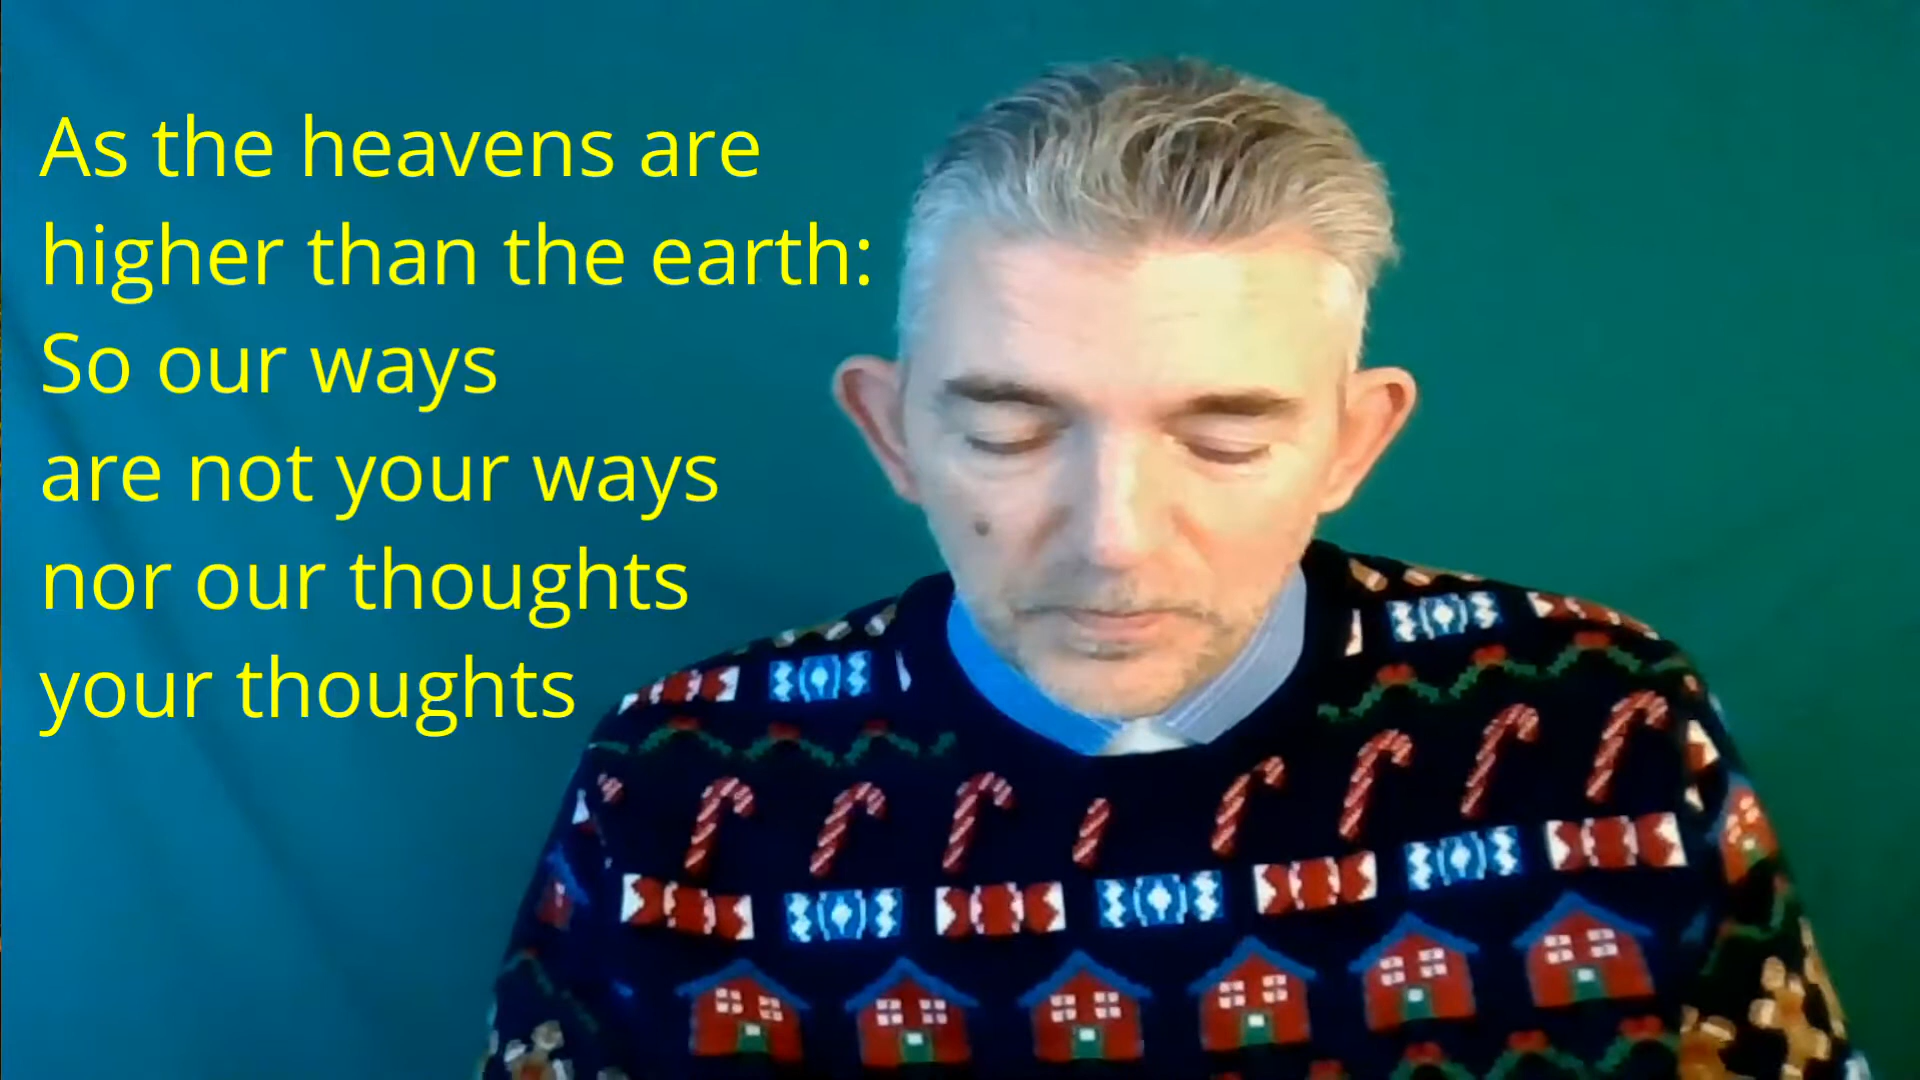 As the heavens are
higher than the earth:
So our ways
are not your ways
nor our thoughts
your thoughts